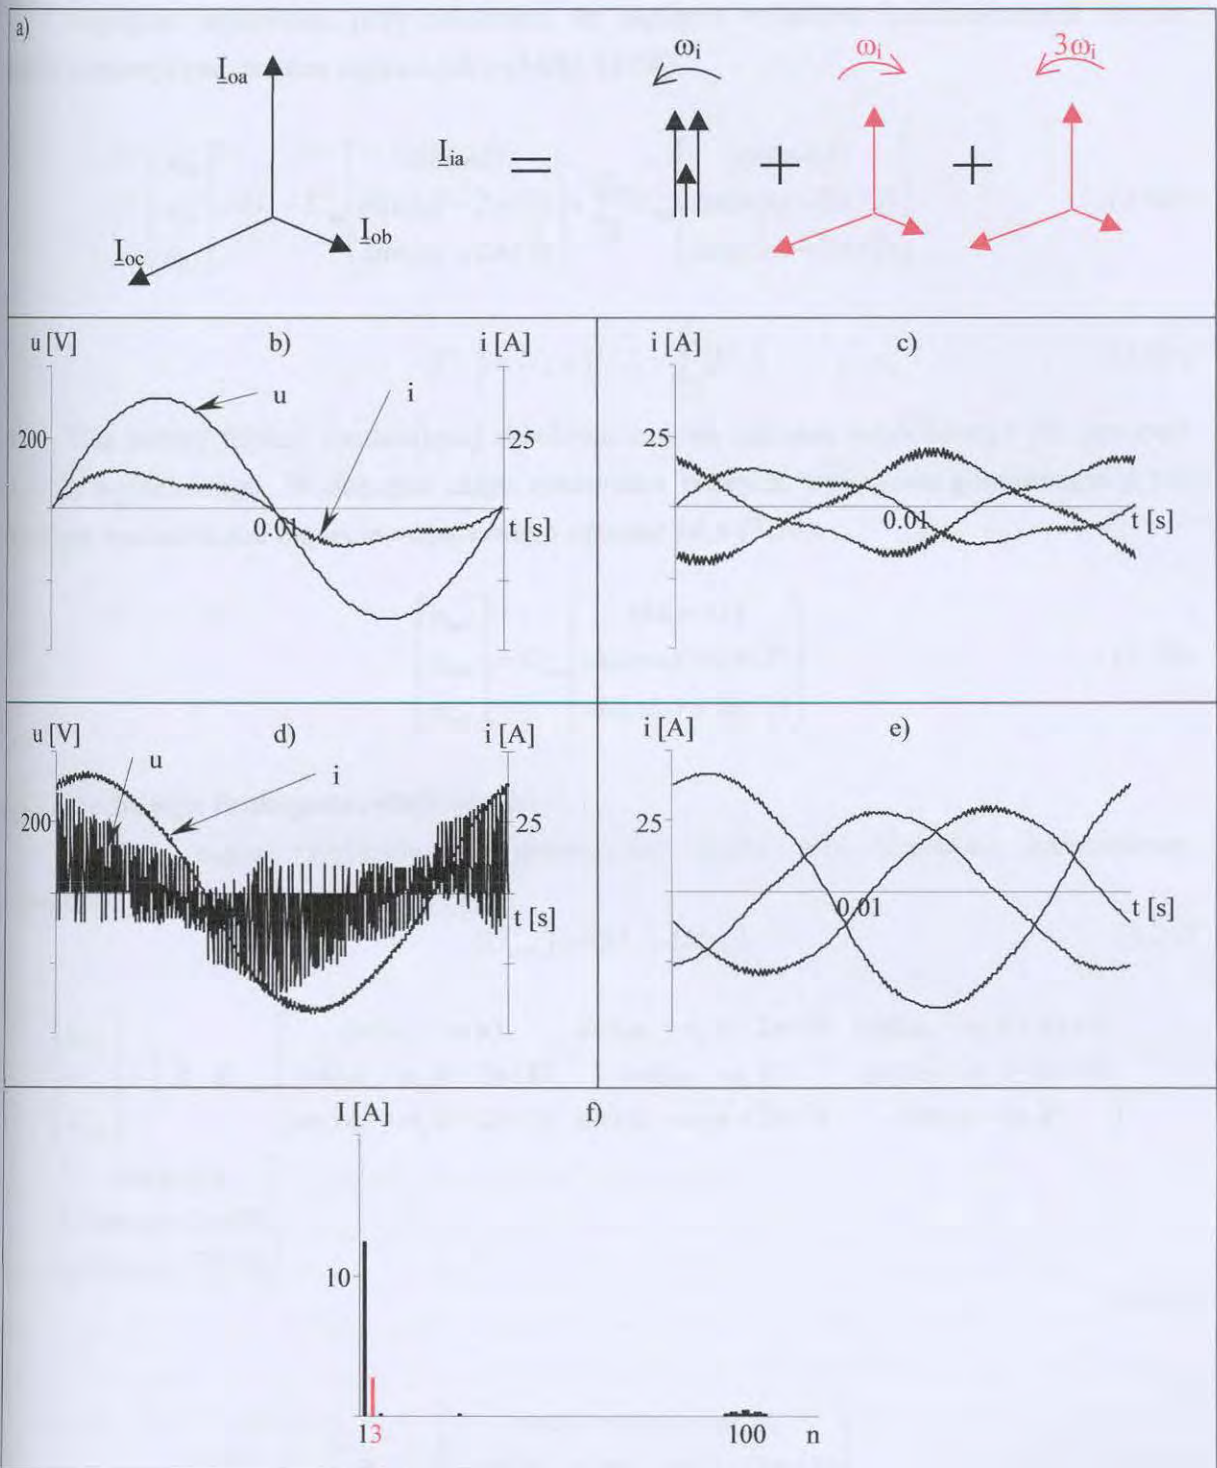 a)
I_oa
I_ob
I_oc
I_ia = ω_i + ω_i + 3ω_i
u [V] b) i [A]
u i
200 25
0.01 t [s]
i [A] c)
25
0.01 t [s]
u [V] d) i [A]
u i
200 25
t [s]
i [A] e)
25
0.01 t [s]
I [A] f)
10
1 3 100 n